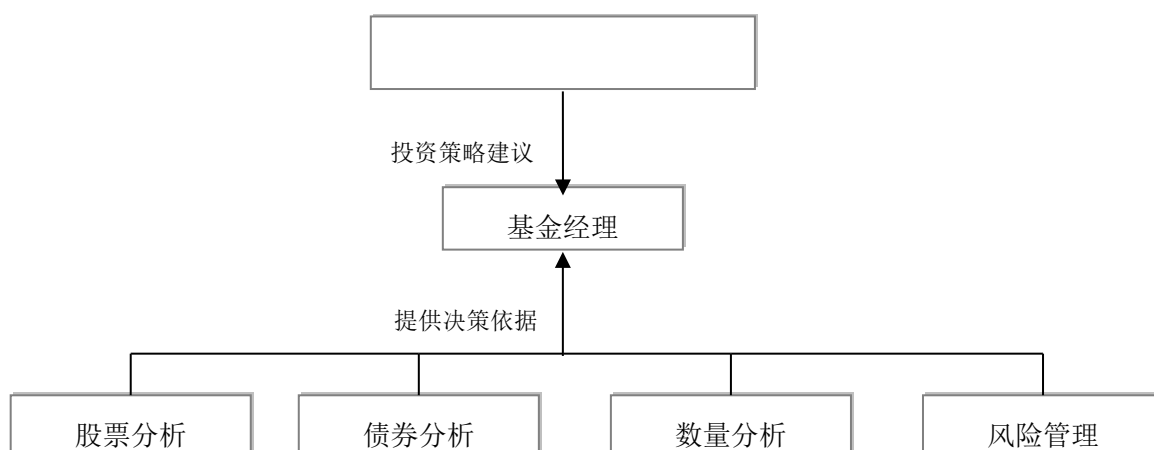 投资策略建议
基金经理
提供决策依据
股票分析
债券分析
数量分析
风险管理